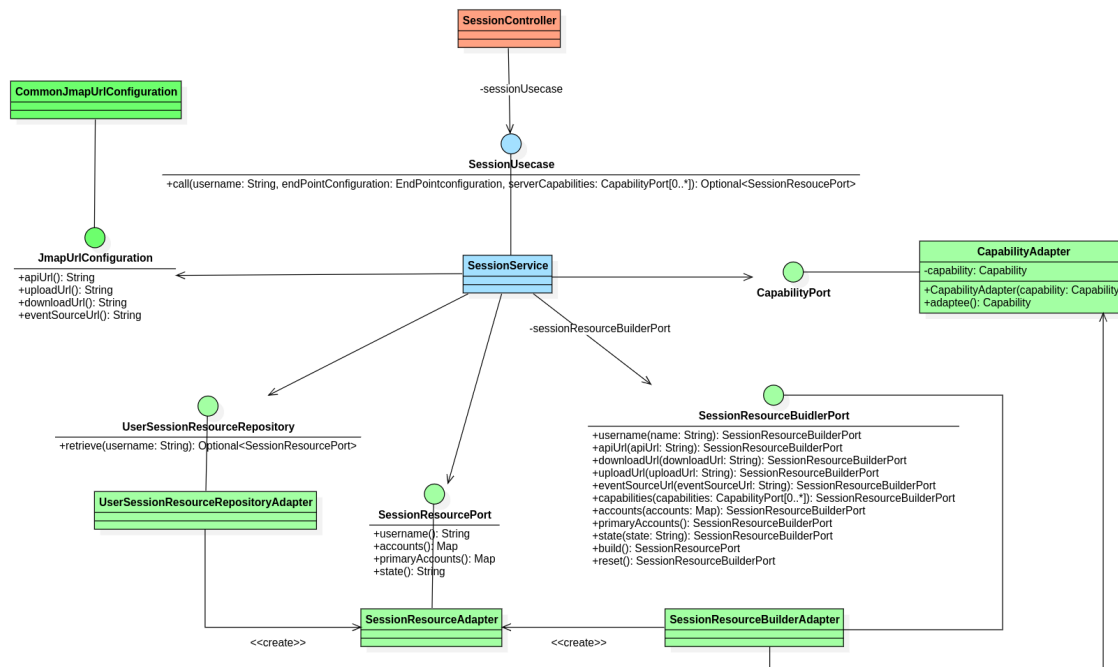 SessionController
-sessionUsecase
CommonJmapUrlConfiguration
SessionUsecase
+call(username: String, endPointConfiguration: EndPointconfiguration, serverCapabilities: CapabilityPort[0..*]): Optional<SessionResoucePort>
JmapUrlConfiguration
+apiUrl(): String
+uploadUrl(): String
+downloadUrl(): String
+eventSourceUrl(): String
SessionService
CapabilityPort
CapabilityAdapter
-capability: Capability
+CapabilityAdapter(capability: Capability
+adaptee(): Capability
-sessionResourceBuilderPort
UserSessionResourceRepository
+retrieve(username: String): Optional<SessionResourcePort>
UserSessionResourceRepositoryAdapter
SessionResourcePort
+username(): String
+accounts(): Map
+primaryAccounts(): Map
+state(): String
SessionResourceBuidlerPort
+username(name: String): SessionResourceBuilderPort
+apiUrl(apiUrl: String): SessionResourceBuilderPort
+downloadUrl(downloadUrl: String): SessionResourceBuilderPort
+uploadUrl(uploadUrl: String): SessionResourceBuilderPort
+eventSourceUrl(eventSourceUrl: String): SessionResourceBuilderPort
+capabilities(capabilities: CapabilityPort[0..*]): SessionResourceBuilderPort
+accounts(accounts: Map): SessionResourceBuilderPort
+primaryAccounts(): SessionResourceBuilderPort
+state(state: String): SessionResourceBuilderPort
+build(): SessionResourcePort
+reset(): SessionResourceBuilderPort
SessionResourceAdapter
SessionResourceBuilderAdapter
<<create>>
<<create>>